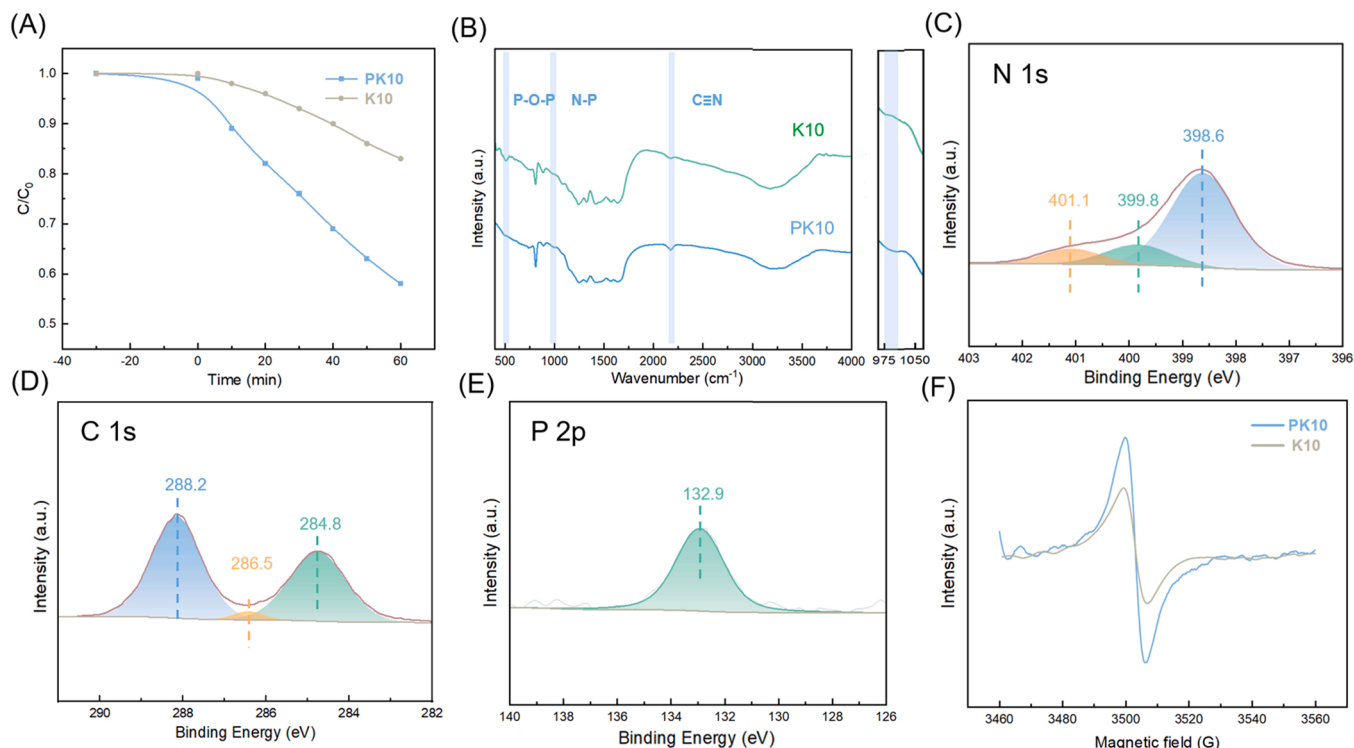 (A)
C/C0
1.0
0.9
0.8
0.7
0.6
0.5
PK10
K10
-40 -20 0 20 40 60
Time (min)
(B)
Intensity (a.u.)
P-O-P N-P C≡N
K10
PK10
500 1000 1500 2000 2500 3000 3500 4000
975 1050
Wavenumber (cm-1)
(C)
N 1s
Intensity (a.u.)
401.1
399.8
398.6
403 402 401 400 399 398 397 396
Binding Energy (eV)
(D)
C 1s
Intensity (a.u.)
288.2
286.5
284.8
290 288 286 284 282
Binding Energy (eV)
(E)
P 2p
Intensity (a.u.)
132.9
140 138 136 134 132 130 128 126
Binding Energy (eV)
(F)
Intensity (a.u.)
PK10
K10
3460 3480 3500 3520 3540 3560
Magnetic field (G)